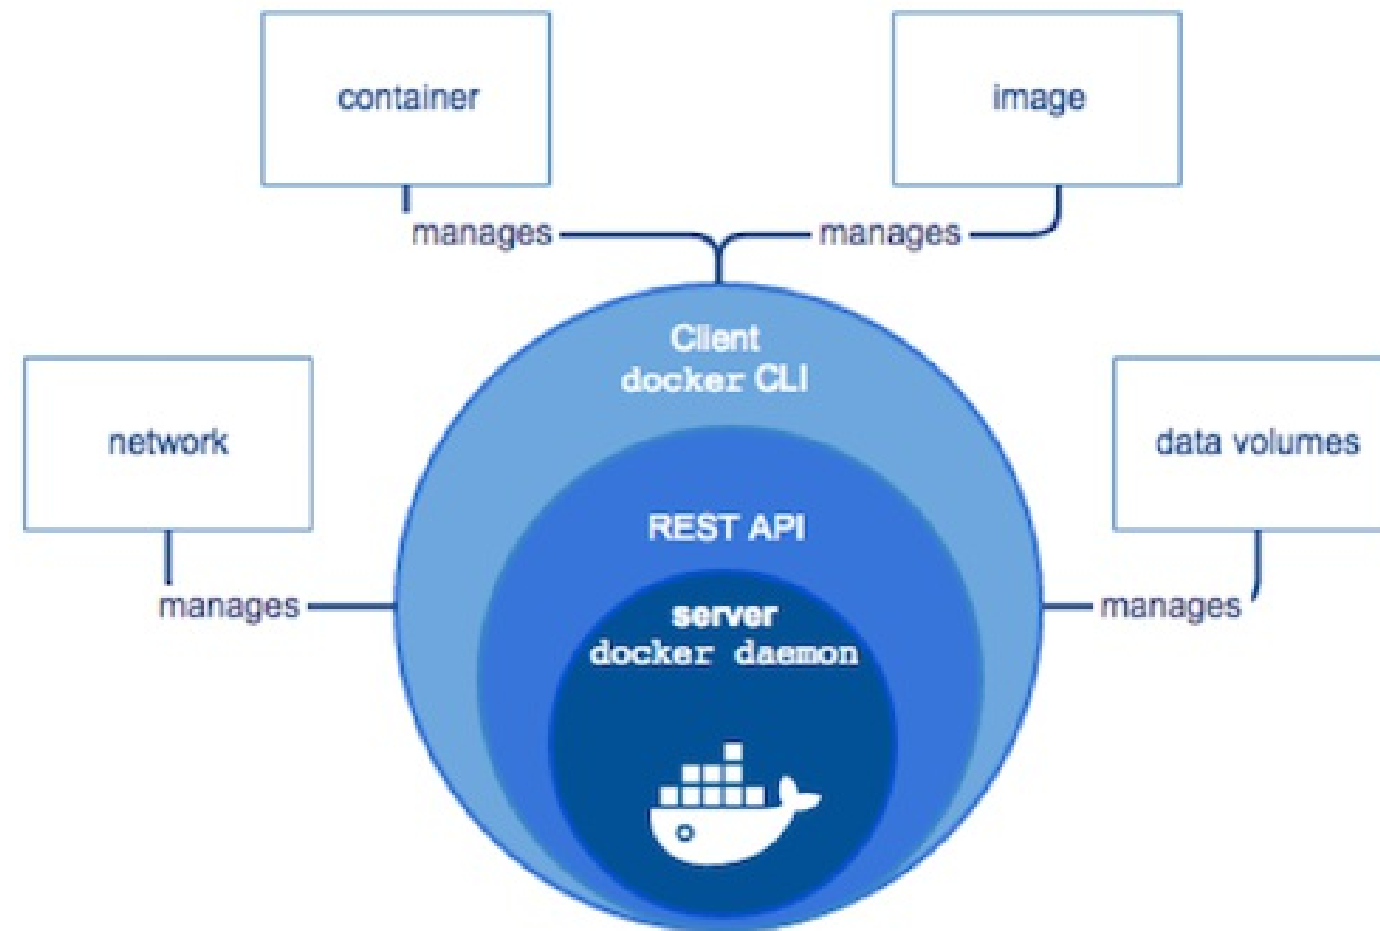 container
image
manages
manages
Client
docker CLI
network
data volumes
REST API
manages
server
manages
docker daemon